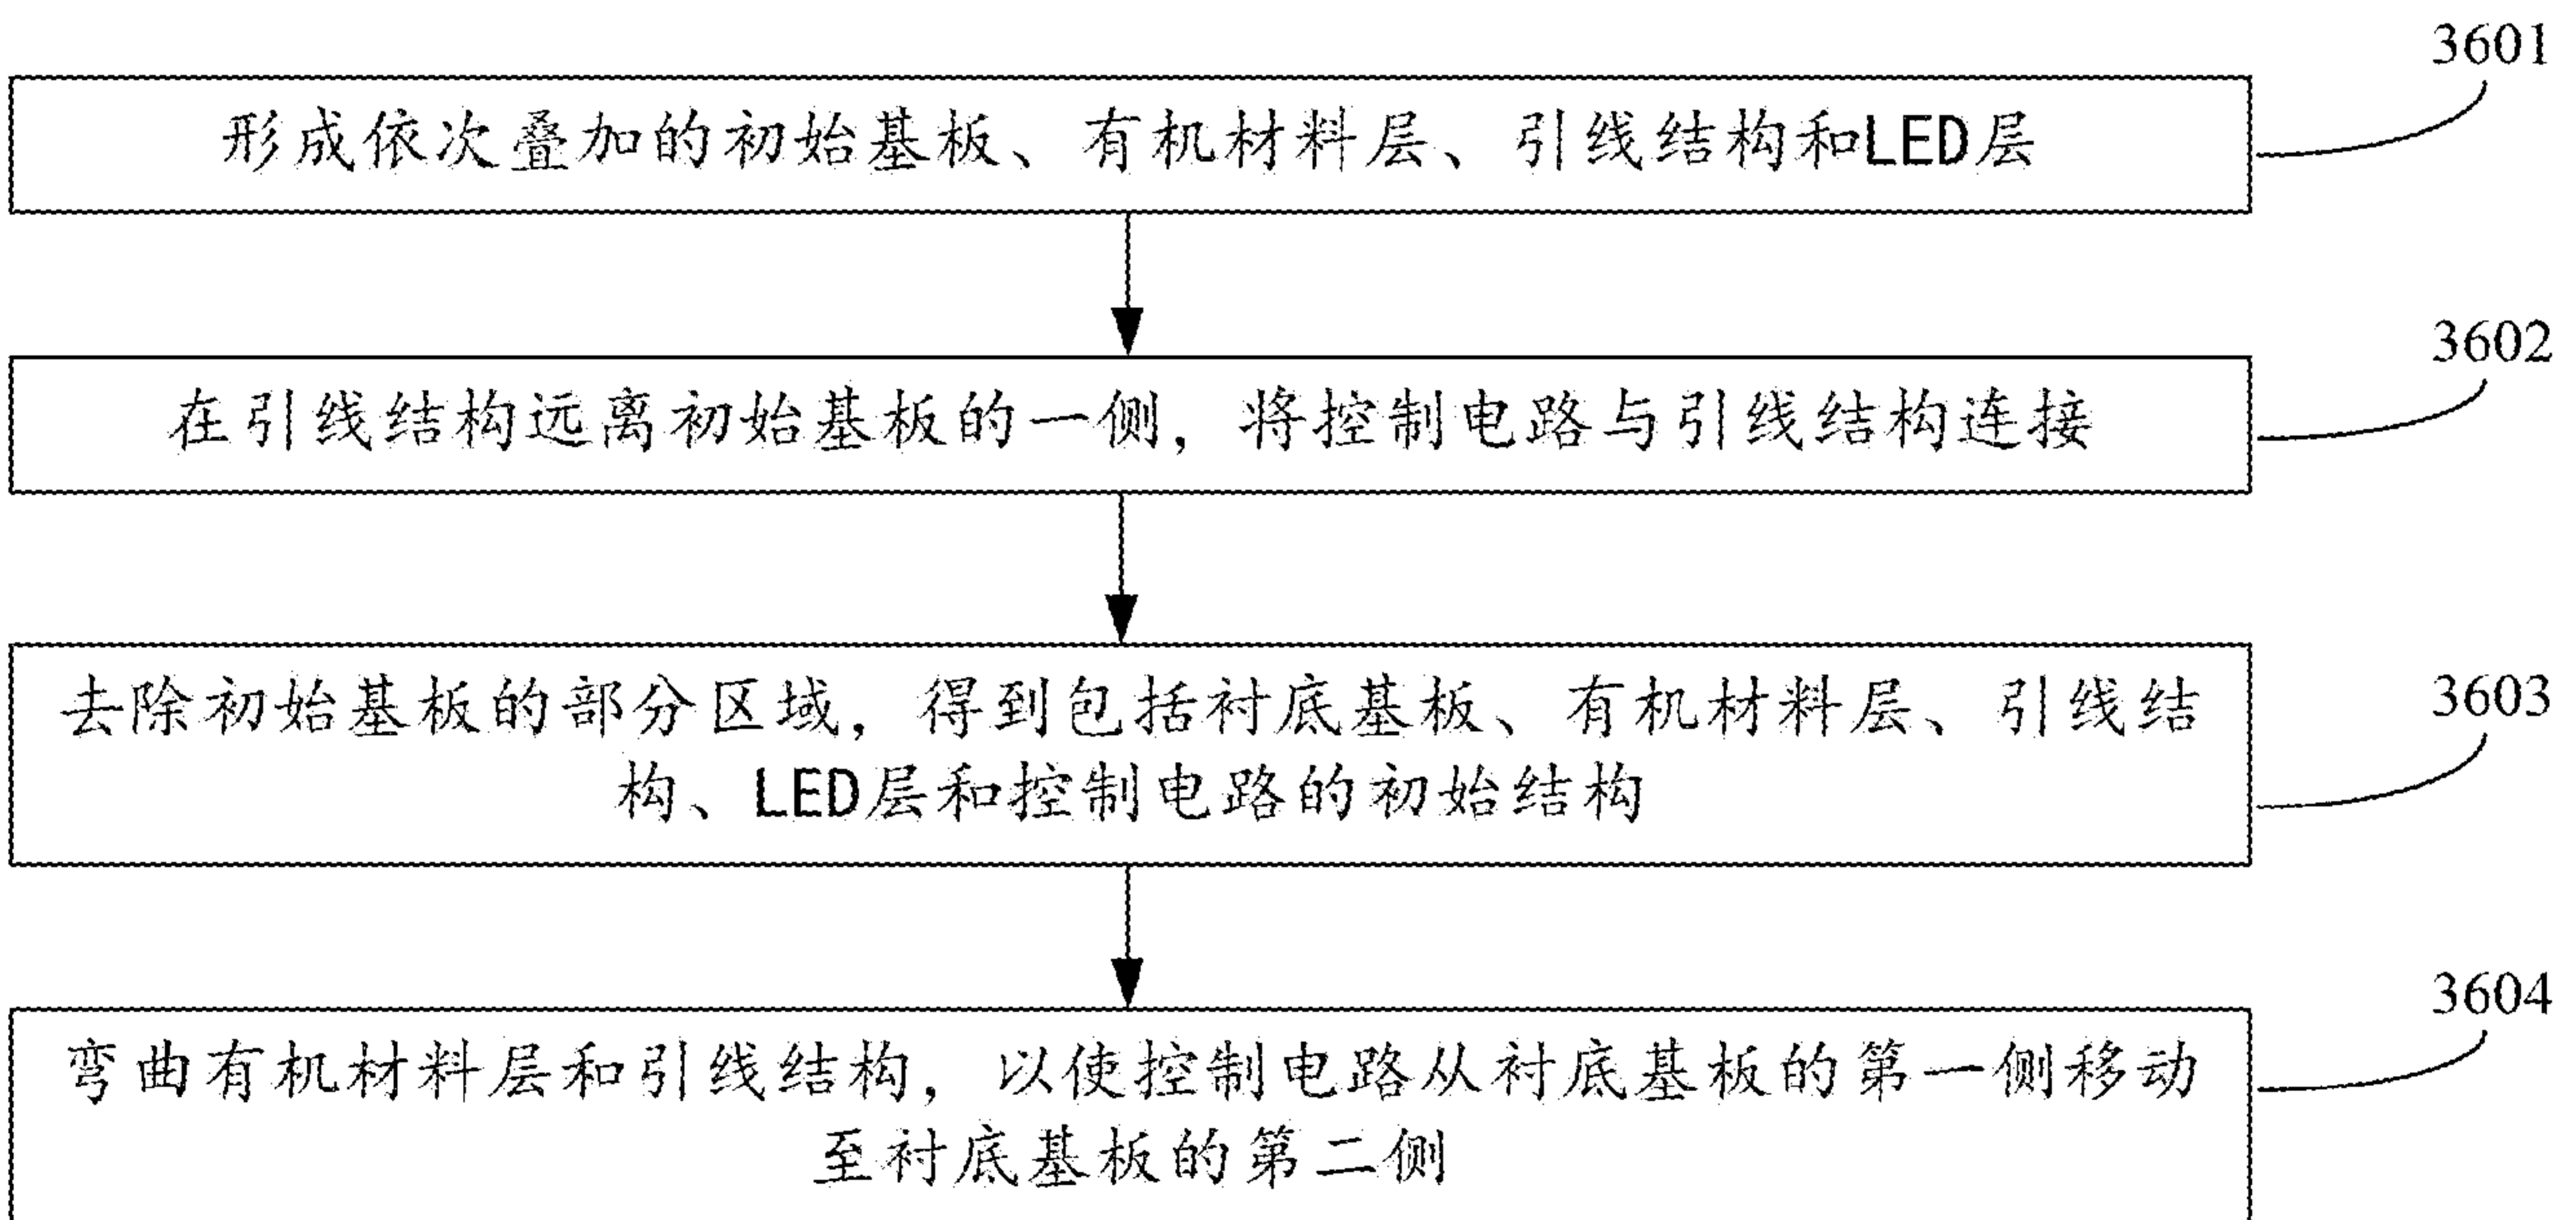 3601
形成依次叠加的初始基板、有机材料层、引线结构和LED层
3602
在引线结构远离初始基板的一侧，将控制电路与引线结构连接
3603
去除初始基板的部分区域，得到包括衬底基板、有机材料层、引线结
构、LED层和控制电路的初始结构
3604
弯曲有机材料层和引线结构，以使控制电路从衬底基板的第一侧移动
至衬底基板的第二侧